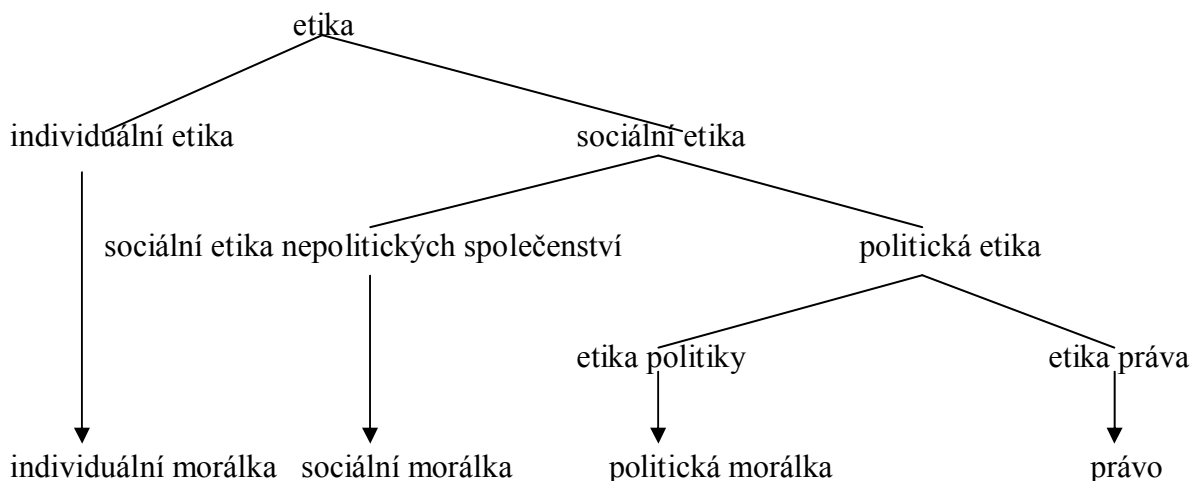 etika
individuální etika sociální etika
sociální etika nepolitických společenství politická etika
etika politiky etika práva
individuální morálka sociální morálka politická morálka právo